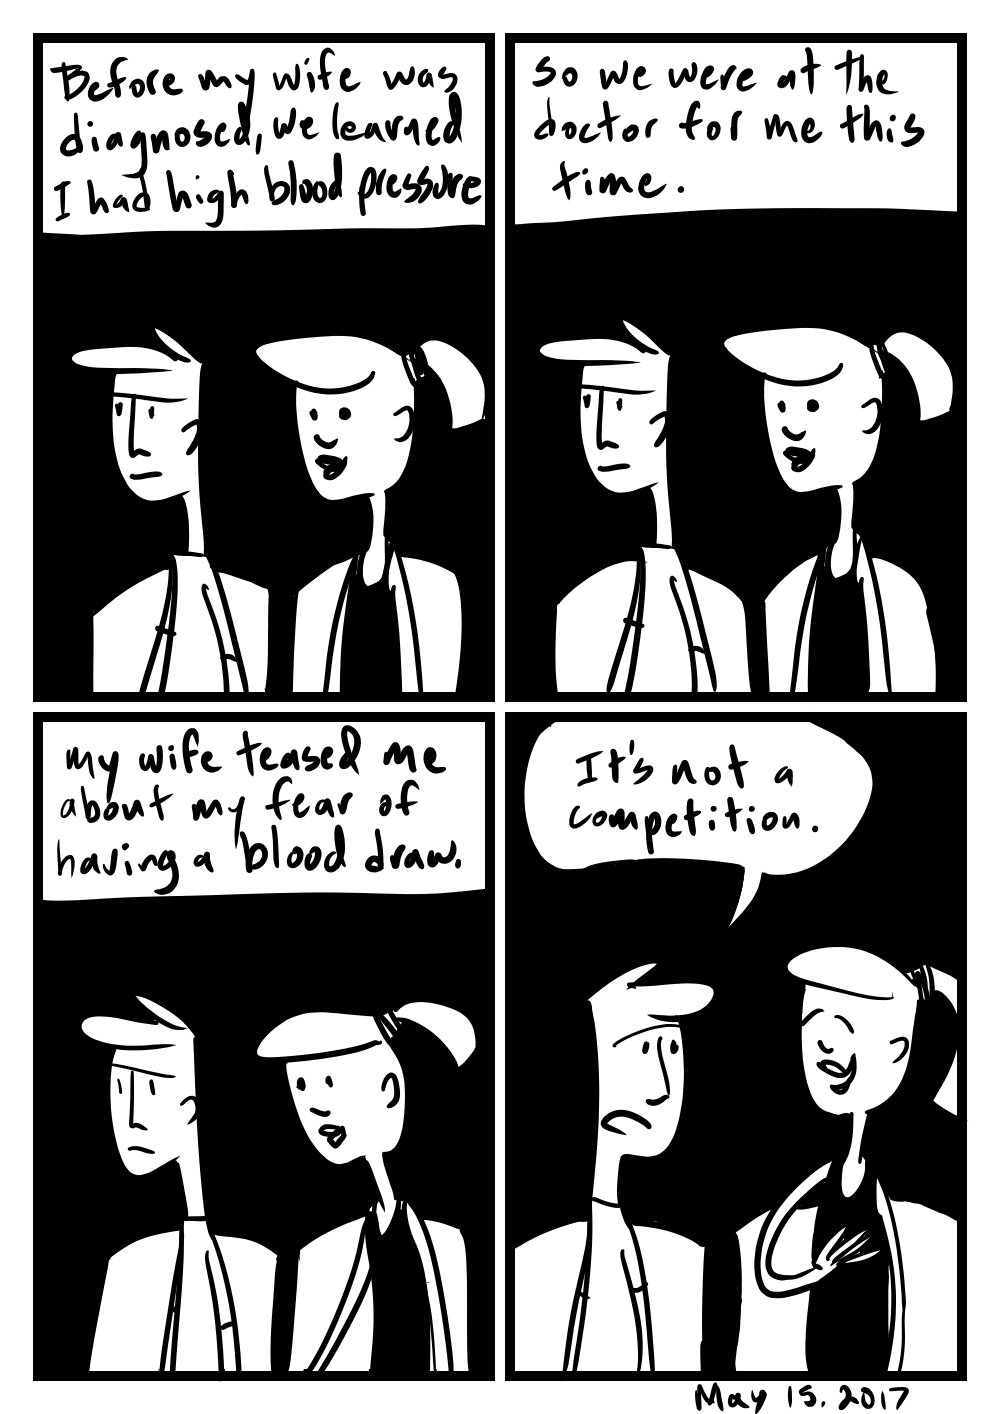 Before my wife was
diagnosed, we learned
I had high blood pressure
So we were at the
doctor for me this
time.
my wife teased me
about my fear of
having a blood draw.
It's not a
competition.
May 15. 2017